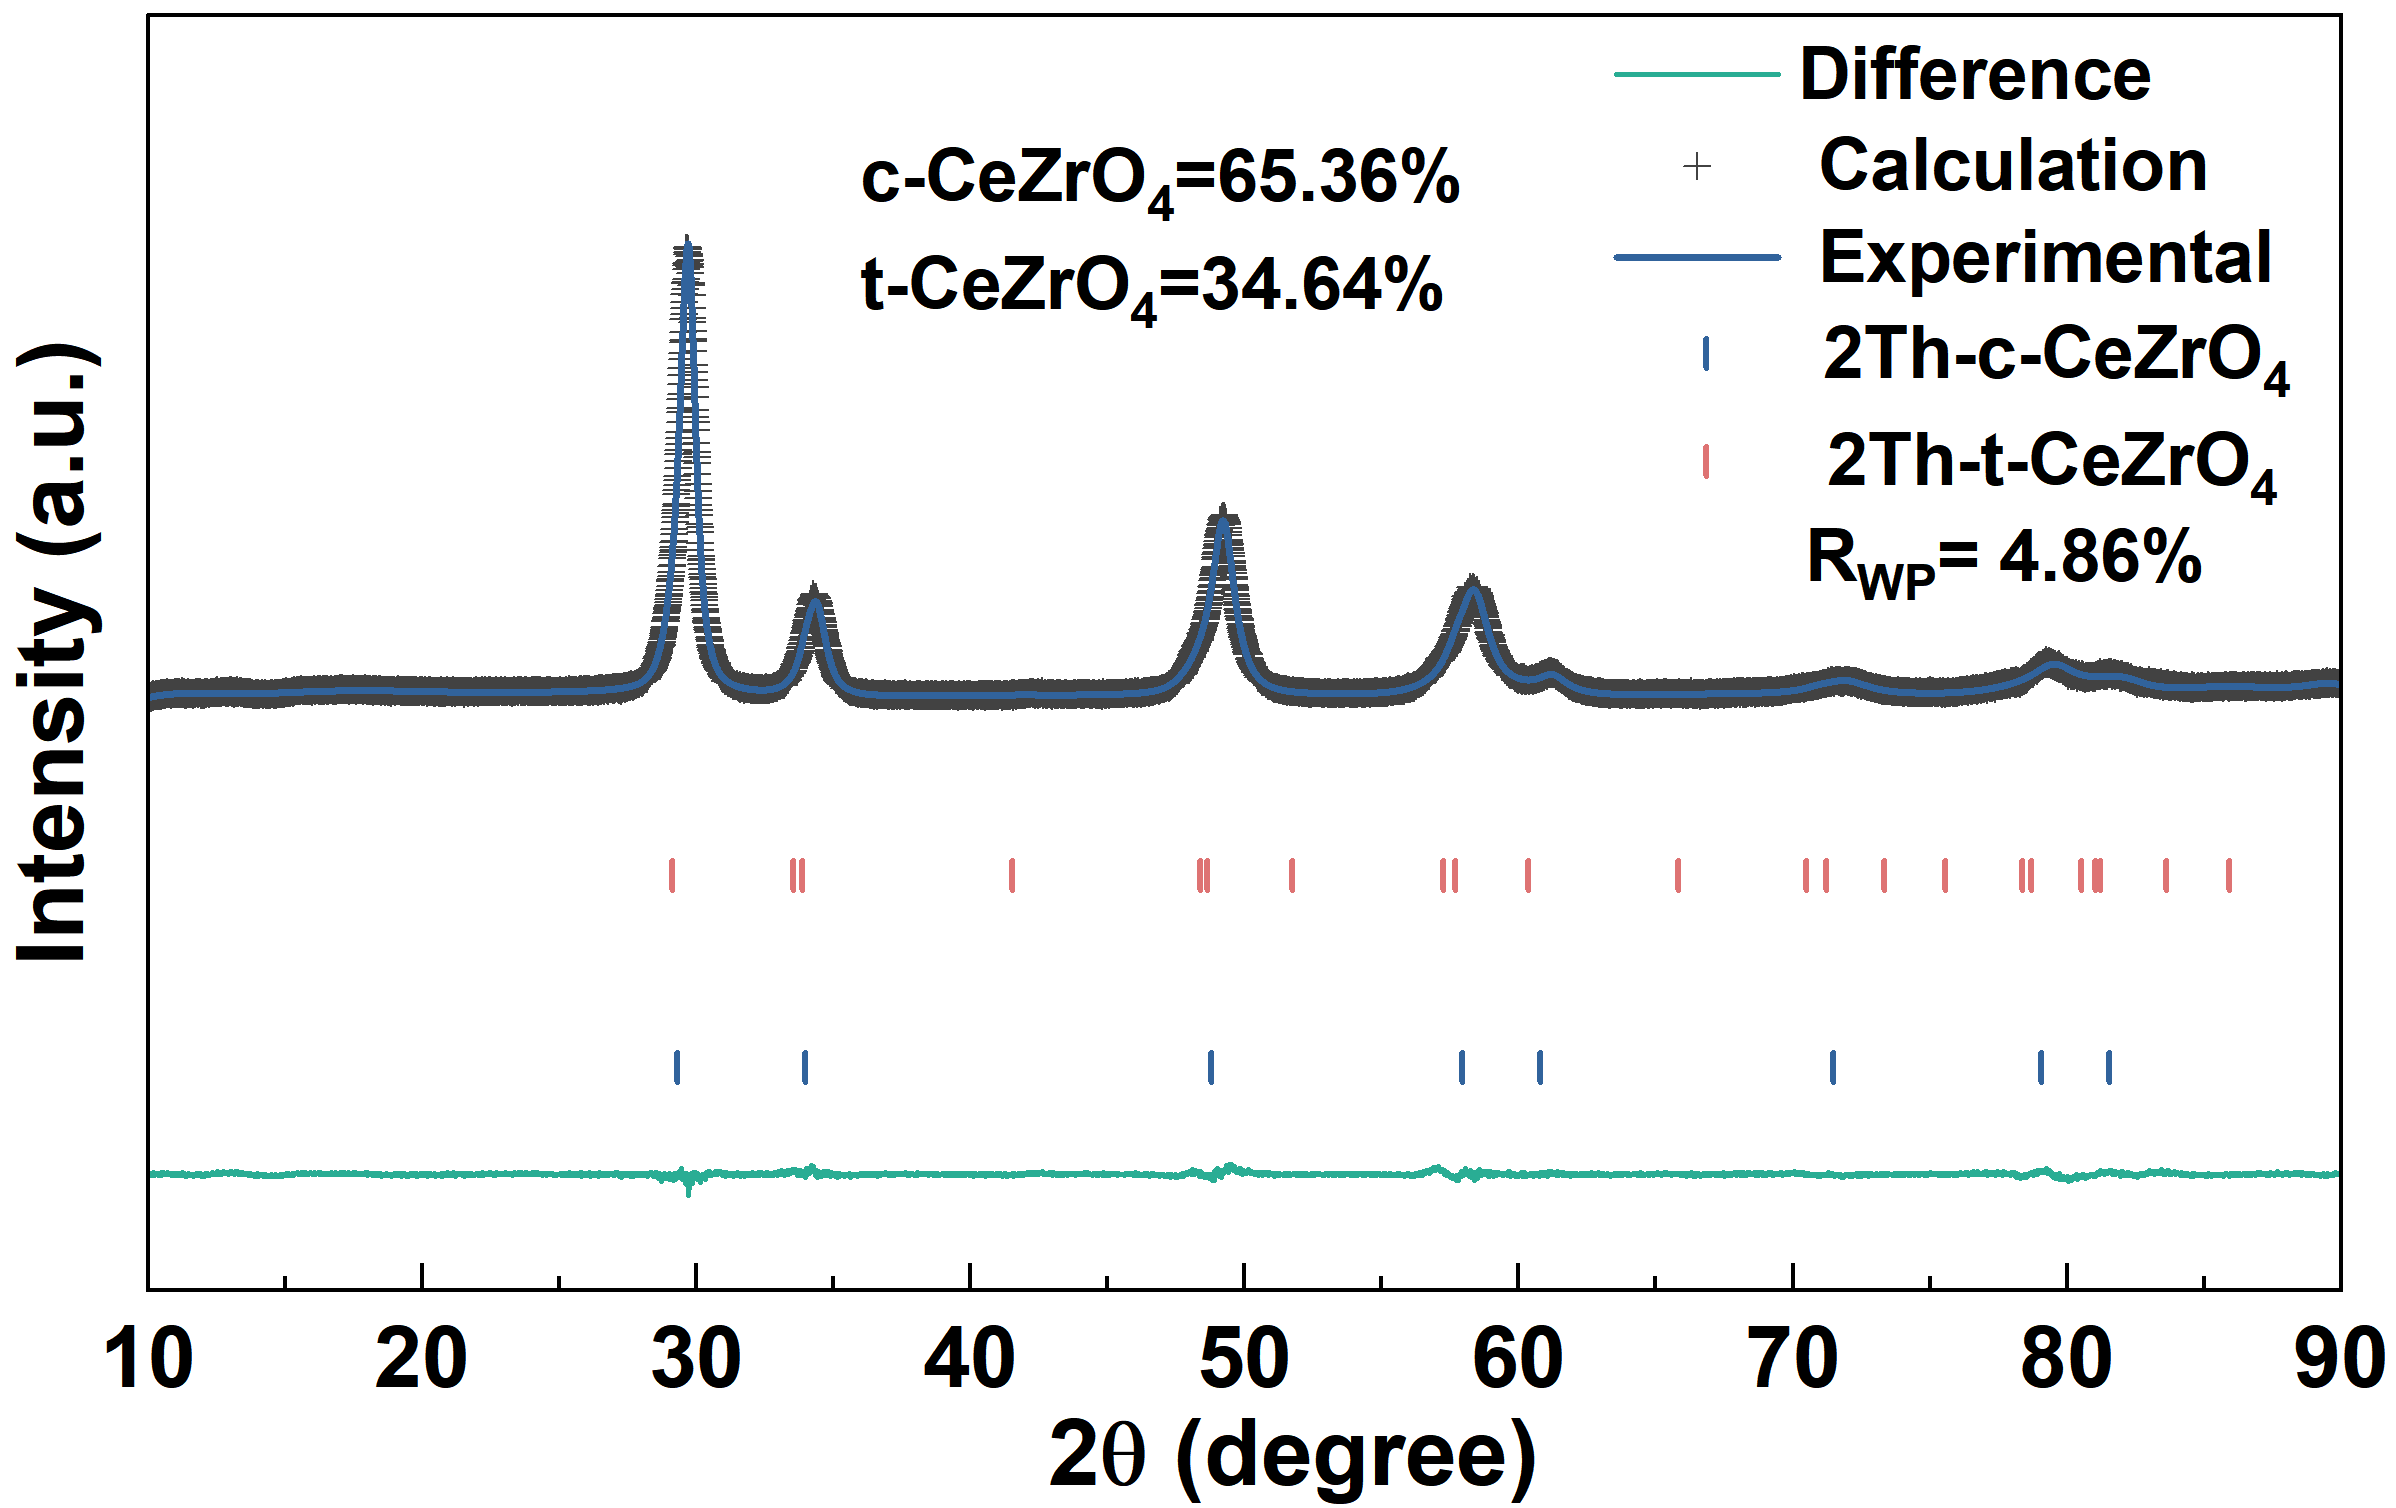 Difference
Calculation
Experimental
2Th-c-CeZrO₄
2Th-t-CeZrO₄
R_WP= 4.86%
c-CeZrO₄=65.36%
t-CeZrO₄=34.64%
Intensity (a.u.)
10 20 30 40 50 60 70 80 90
2θ (degree)